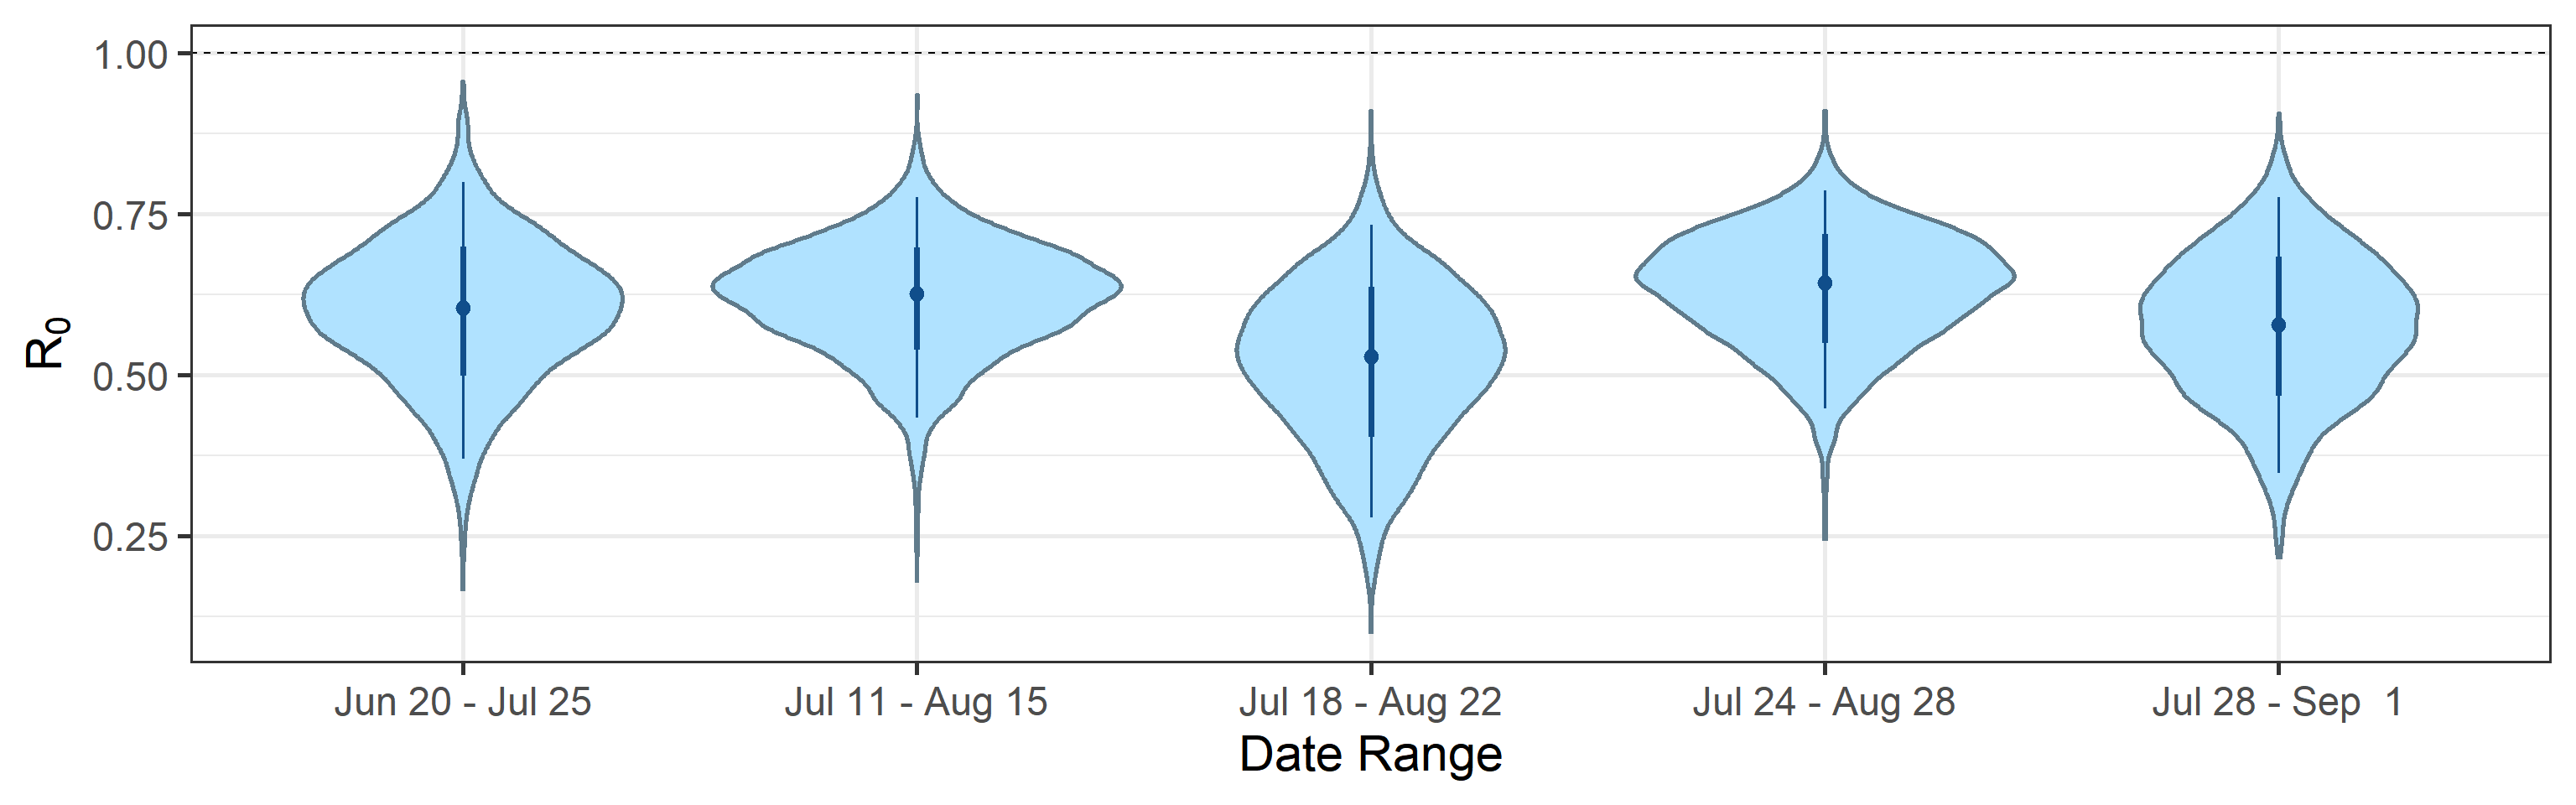 1.00
0.75
0.50
0.25
R0
Jun 20 - Jul 25
Jul 11 - Aug 15
Jul 18 - Aug 22
Jul 24 - Aug 28
Jul 28 - Sep  1
Date Range